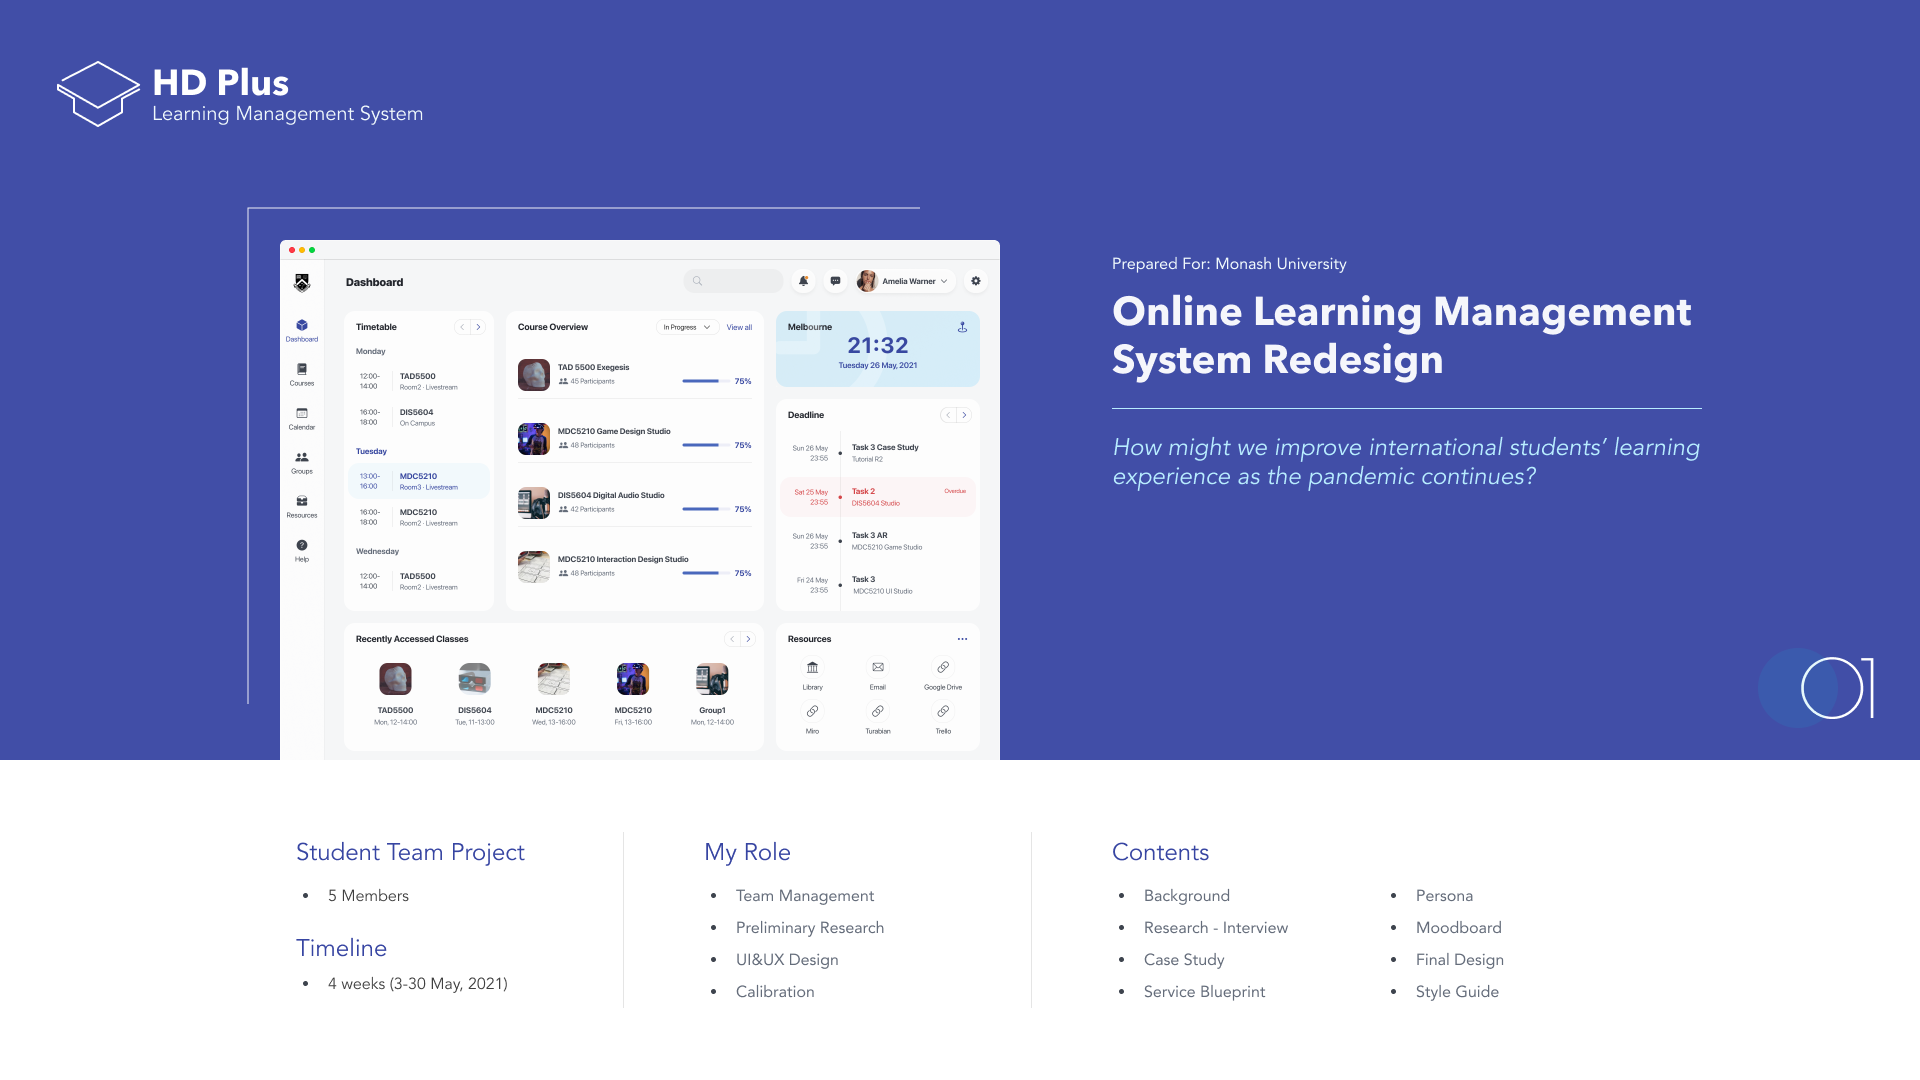 HD Plus
Learning Management System
Prepared For: Monash University
Online Learning Management
System Redesign
How might we improve international students’ learning
experience as the pandemic continues?
Dashboard
Amelia Warner
Dashboard
Courses
Calendar
Groups
Resources
Help
Timetable
Monday
12:00-
14:00
TAD5500
Room2 · Livestream
16:00-
18:00
DIS5604
On Campus
Tuesday
13:00-
16:00
MDC5210
Room3 · Livestream
16:00-
18:00
MDC5210
Room2 · Livestream
Wednesday
12:00-
14:00
TAD5500
Room2 · Livestream
Course Overview
In Progress
View all
TAD 5500 Exegesis
45 Participants
75%
MDC5210 Game Design Studio
48 Participants
75%
DIS5604 Digital Audio Studio
42 Participants
75%
MDC5210 Interaction Design Studio
48 Participants
75%
Melbourne
21:32
Tuesday 26 May, 2021
Deadline
Sun 26 May
23:55
Task 3 Case Study
Tutorial R2
Sat 25 May
23:55
Task 2
Overdue
DIS5604 Studio
Sun 26 May
23:55
Task 3 AR
MDC5210 Game Studio
Fri 24 May
23:55
Task 3
MDC5210 UI Studio
Recently Accessed Classes
TAD5500
Mon, 12-14:00
DIS5604
Tue, 11-13:00
MDC5210
Wed, 13-16:00
MDC5210
Fri, 13-16:00
Group1
Mon, 12-14:00
Resources
Library
Email
Google Drive
Miro
Turabian
Trello
01
Student Team Project
• 5 Members
Timeline
• 4 weeks (3-30 May, 2021)
My Role
• Team Management
• Preliminary Research
• UI&UX Design
• Calibration
Contents
• Background
• Research - Interview
• Case Study
• Service Blueprint
• Persona
• Moodboard
• Final Design
• Style Guide